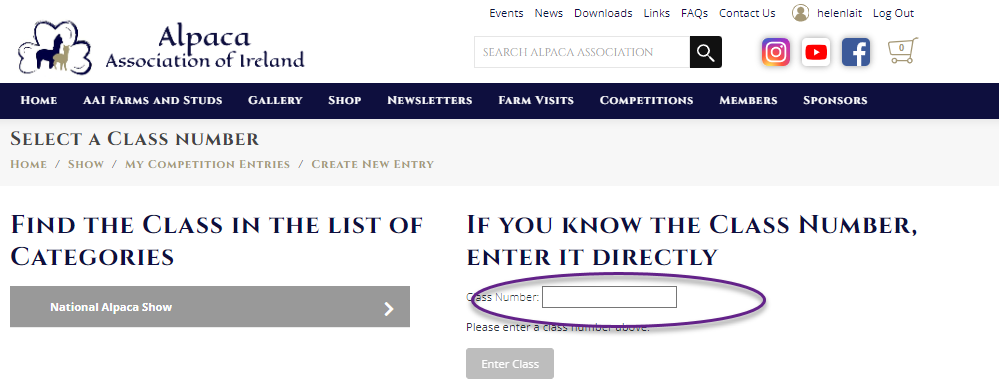 Events News Downloads Links FAQs Contact Us helenlait Log Out
Alpaca
Association of Ireland
SEARCH ALPACA ASSOCIATION
0
HOME AAI FARMS AND STUDS GALLERY SHOP NEWSLETTERS FARM VISITS COMPETITIONS MEMBERS SPONSORS
SELECT A CLASS NUMBER
HOME / SHOW / MY COMPETITION ENTRIES / CREATE NEW ENTRY
FIND THE CLASS IN THE LIST OF
CATEGORIES
National Alpaca Show
IF YOU KNOW THE CLASS NUMBER,
ENTER IT DIRECTLY
Class Number:
Please enter a class number above.
Enter Class